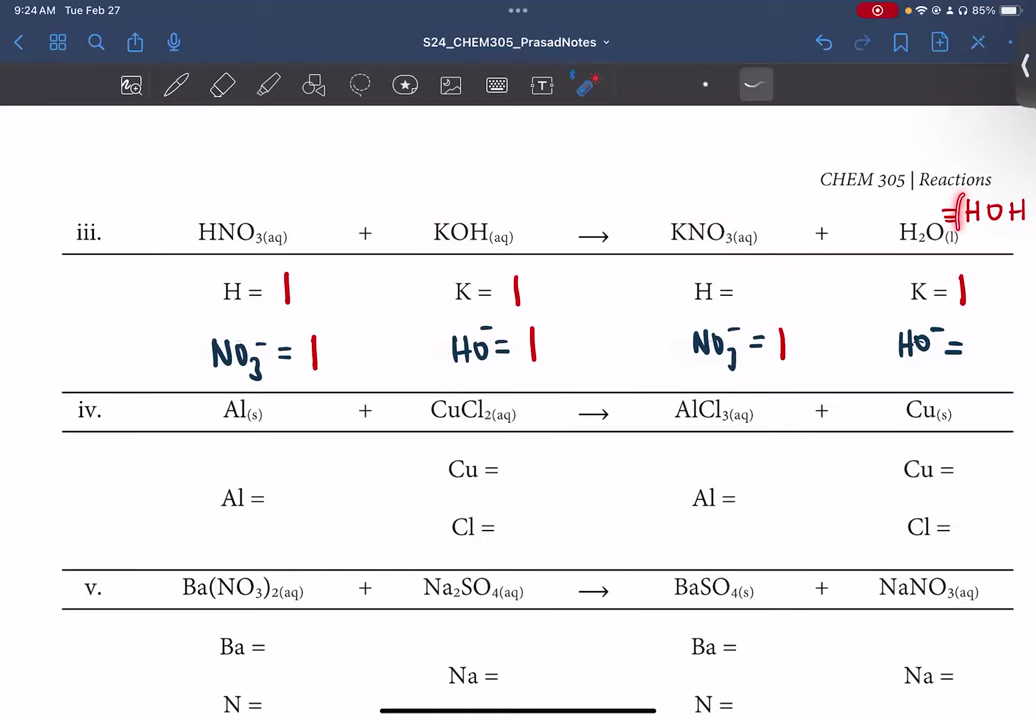 9:24 AM Tue Feb 27
85%
S24_CHEM305_PrasadNotes
CHEM 305 | Reactions
= HOH
iii. HNO₃(aq) + KOH(aq) ⟶ KNO₃(aq) + H₂O(l)
H = 1 K = 1 H = K = 1
NO₃⁻ = 1 HO⁻ = 1 NO₃⁻ = 1 HO⁻ =
iv. Al(s) + CuCl₂(aq) ⟶ AlCl₃(aq) + Cu(s)
Cu = Cu =
Al = Al =
Cl = Cl =
v. Ba(NO₃)₂(aq) + Na₂SO₄(aq) ⟶ BaSO₄(s) + NaNO₃(aq)
Ba = Ba =
Na = Na =
N = N =